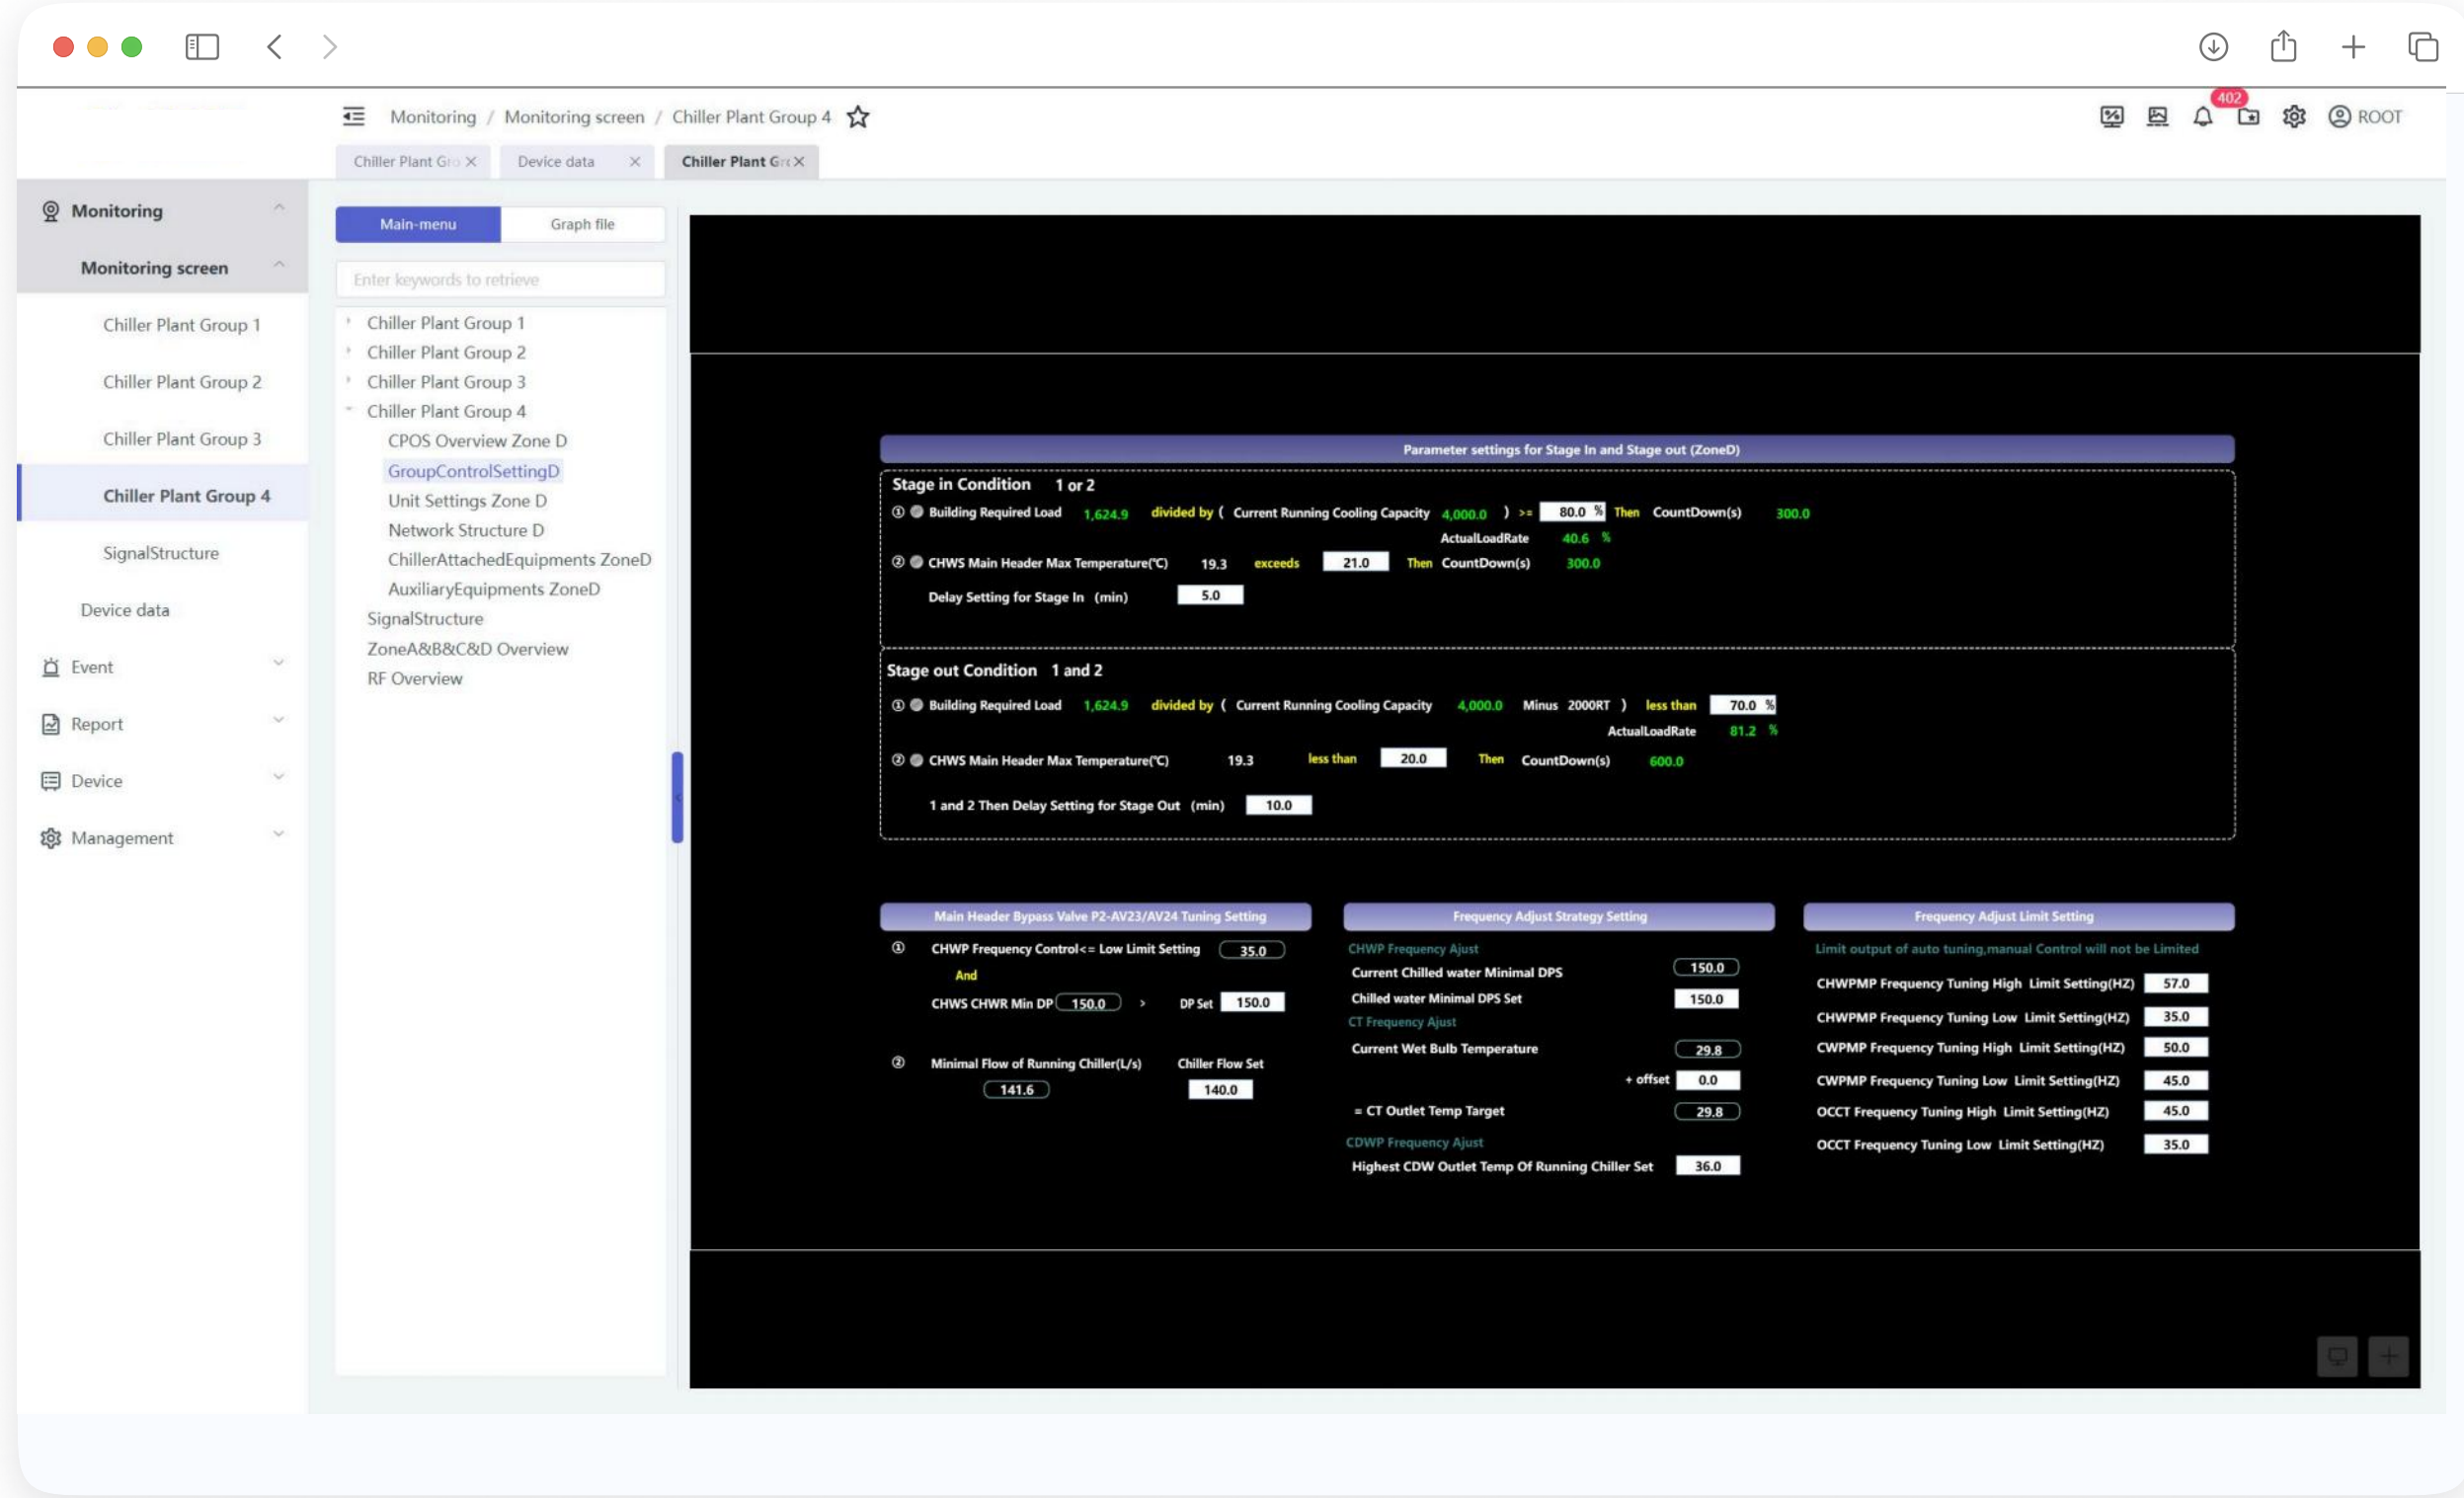 Monitoring / Monitoring screen / Chiller Plant Group 4
402
ROOT
Chiller Plant Gro
Device data
Chiller Plant Gr
Monitoring
Monitoring screen
Chiller Plant Group 1
Chiller Plant Group 2
Chiller Plant Group 3
Chiller Plant Group 4
SignalStructure
Device data
Event
Report
Device
Management
Main-menu
Graph file
Enter keywords to retrieve
Chiller Plant Group 1
Chiller Plant Group 2
Chiller Plant Group 3
Chiller Plant Group 4
CPOS Overview Zone D
GroupControlSettingD
Unit Settings Zone D
Network Structure D
ChillerAttachedEquipments ZoneD
AuxiliaryEquipments ZoneD
SignalStructure
ZoneA&B&C&D Overview
RF Overview
Parameter settings for Stage In and Stage out (ZoneD)
Stage in Condition 1 or 2
① Building Required Load 1,624.9 divided by ( Current Running Cooling Capacity 4,000.0 ) >= 80.0 % Then CountDown(s) 300.0
ActualLoadRate 40.6 %
② CHWS Main Header Max Temperature(℃) 19.3 exceeds 21.0 Then CountDown(s) 300.0
Delay Setting for Stage In (min) 5.0
Stage out Condition 1 and 2
① Building Required Load 1,624.9 divided by ( Current Running Cooling Capacity 4,000.0 Minus 2000RT ) less than 70.0 %
ActualLoadRate 81.2 %
② CHWS Main Header Max Temperature(℃) 19.3 less than 20.0 Then CountDown(s) 600.0
1 and 2 Then Delay Setting for Stage Out (min) 10.0
Main Header Bypass Valve P2-AV23/AV24 Tuning Setting
① CHWP Frequency Control<= Low Limit Setting 35.0
And
CHWS CHWR Min DP 150.0 > DP Set 150.0
② Minimal Flow of Running Chiller(L/s) Chiller Flow Set
141.6 140.0
Frequency Adjust Strategy Setting
CHWP Frequency Ajust
Current Chilled water Minimal DPS 150.0
Chilled water Minimal DPS Set 150.0
CT Frequency Ajust
Current Wet Bulb Temperature 29.8
+ offset 0.0
= CT Outlet Temp Target 29.8
CDWP Frequency Ajust
Highest CDW Outlet Temp Of Running Chiller Set 36.0
Frequency Adjust Limit Setting
Limit output of auto tuning,manual Control will not be Limited
CHWPMP Frequency Tuning High Limit Setting(HZ) 57.0
CHWPMP Frequency Tuning Low Limit Setting(HZ) 35.0
CWPMP Frequency Tuning High Limit Setting(HZ) 50.0
CWPMP Frequency Tuning Low Limit Setting(HZ) 45.0
OCCT Frequency Tuning High Limit Setting(HZ) 45.0
OCCT Frequency Tuning Low Limit Setting(HZ) 35.0